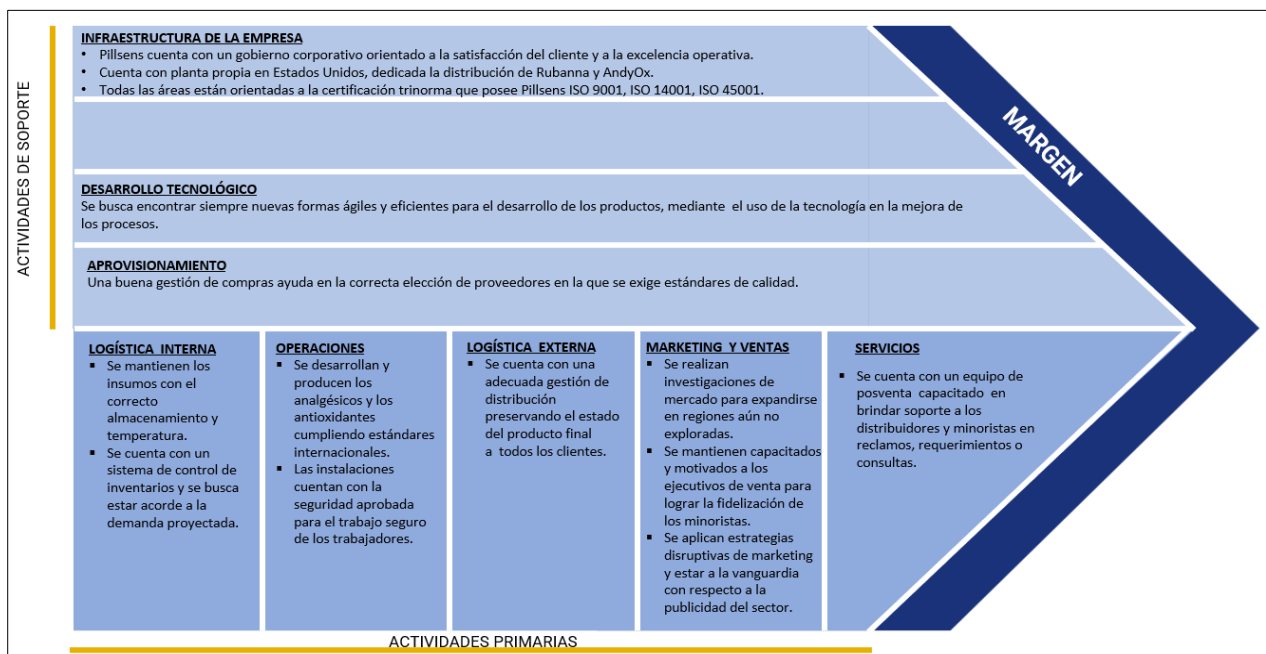 ACTIVIDADES DE SOPORTE
INFRAESTRUCTURA DE LA EMPRESA
• Pillsens cuenta con un gobierno corporativo orientado a la satisfacción del cliente y a la excelencia operativa.
• Cuenta con planta propia en Estados Unidos, dedicada la distribución de Rubanna y AndyOx.
• Todas las áreas están orientadas a la certificación trinorma que posee Pillsens ISO 9001, ISO 14001, ISO 45001.
DESARROLLO TECNOLÓGICO
Se busca encontrar siempre nuevas formas ágiles y eficientes para el desarrollo de los productos, mediante el uso de la tecnología en la mejora de
los procesos.
APROVISIONAMIENTO
Una buena gestión de compras ayuda en la correcta elección de proveedores en la que se exige estándares de calidad.
MARGEN
LOGÍSTICA INTERNA
▪ Se mantienen los
insumos con el
correcto
almacenamiento y
temperatura.
▪ Se cuenta con un
sistema de control de
inventarios y se busca
estar acorde a la
demanda proyectada.
OPERACIONES
▪ Se desarrollan y
producen los
analgésicos y los
antioxidantes
cumpliendo estándares
internacionales.
▪ Las instalaciones
cuentan con la
seguridad aprobada
para el trabajo seguro
de los trabajadores.
LOGÍSTICA EXTERNA
▪ Se cuenta con una
adecuada gestión de
distribución
preservando el estado
del producto final
a todos los clientes.
MARKETING Y VENTAS
▪ Se realizan
investigaciones de
mercado para expandirse
en regiones aún no
exploradas.
▪ Se mantienen capacitados
y motivados a los
ejecutivos de venta para
lograr la fidelización de
los minoristas.
▪ Se aplican estrategias
disruptivas de marketing
y estar a la vanguardia
con respecto a la
publicidad del sector.
SERVICIOS
▪ Se cuenta con un equipo de
posventa capacitado en
brindar soporte a los
distribuidores y minoristas en
reclamos, requerimientos o
consultas.
ACTIVIDADES PRIMARIAS